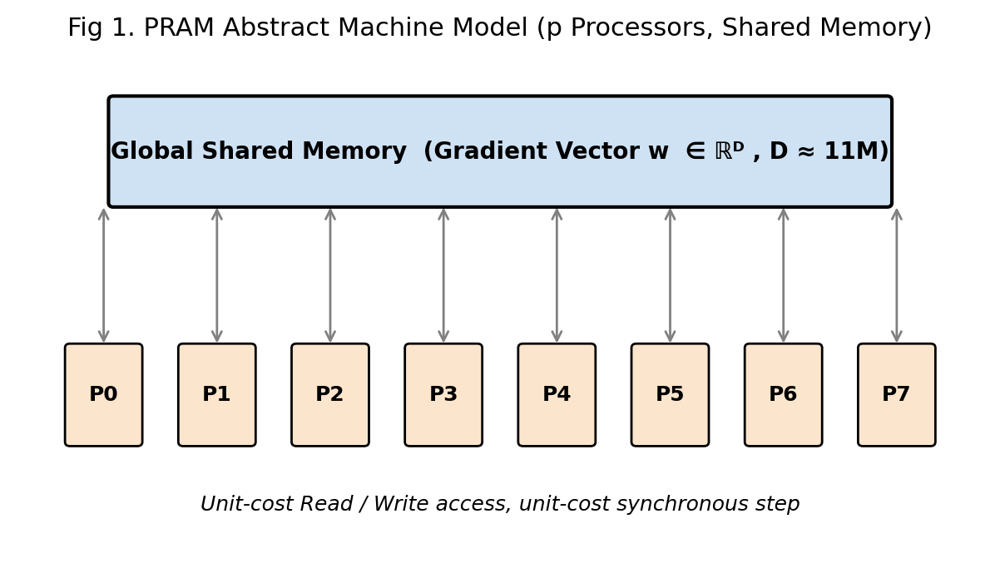 Fig 1. PRAM Abstract Machine Model (p Processors, Shared Memory)
Global Shared Memory (Gradient Vector w ∈ ℝᴰ , D ≈ 11M)
P0 P1 P2 P3 P4 P5 P6 P7
Unit-cost Read / Write access, unit-cost synchronous step